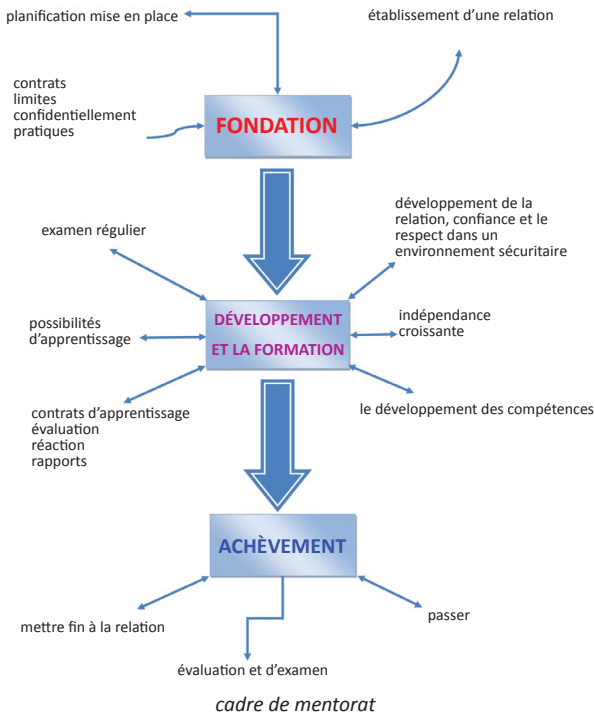 planification mise en place
établissement d'une relation
contrats
limites
confidentiellement
pratiques
FONDATION
examen régulier
développement de la
relation, confiance et le
respect dans un
environnement sécuritaire
possibilités
d'apprentissage
DÉVELOPPEMENT
ET LA FORMATION
indépendance
croissante
contrats d'apprentissage
évaluation
réaction
rapports
le développement des compétences
ACHÈVEMENT
mettre fin à la relation
passer
évaluation et d'examen
cadre de mentorat